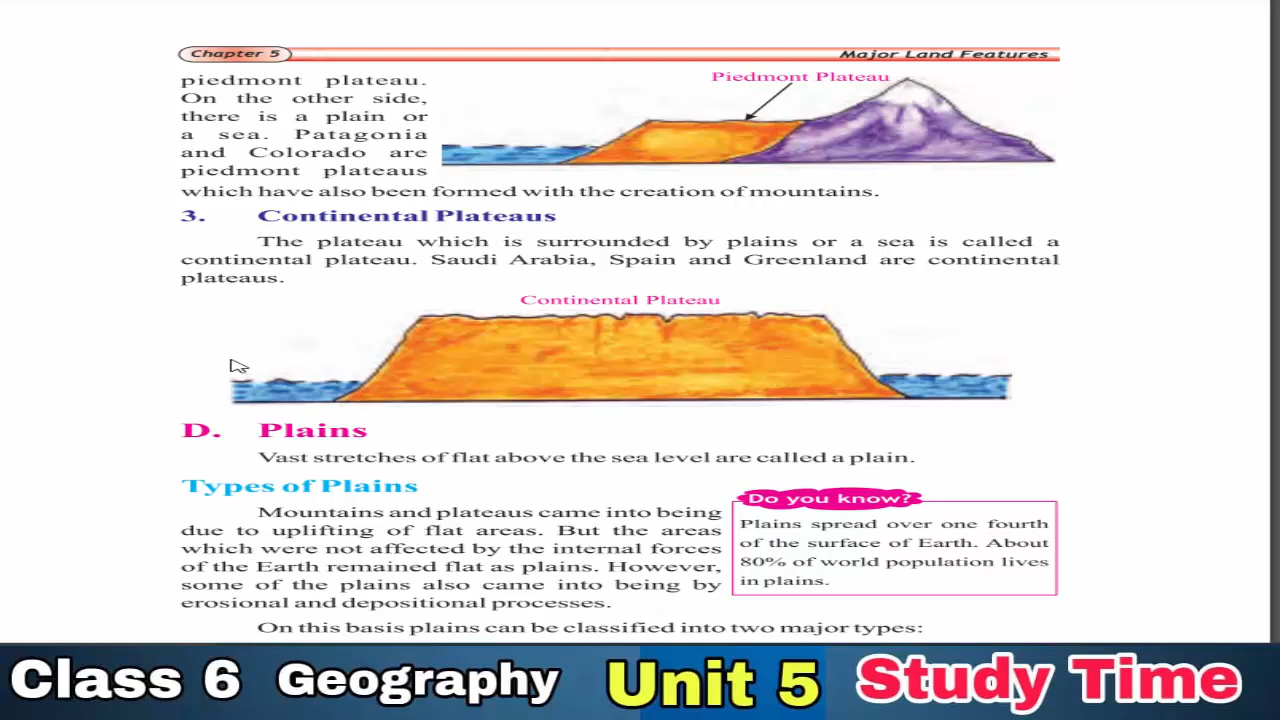 Chapter 5
Major Land Features
piedmont plateau.
On the other side,
there is a plain or
a sea. Patagonia
and Colorado are
piedmont plateaus
which have also been formed with the creation of mountains.
Piedmont Plateau
3. Continental Plateaus
The plateau which is surrounded by plains or a sea is called a
continental plateau. Saudi Arabia, Spain and Greenland are continental
plateaus.
Continental Plateau
D. Plains
Vast stretches of flat above the sea level are called a plain.
Types of Plains
Mountains and plateaus came into being
due to uplifting of flat areas. But the areas
which were not affected by the internal forces
of the Earth remained flat as plains. However,
some of the plains also came into being by
erosional and depositional processes.
Do you know?
Plains spread over one fourth
of the surface of Earth. About
80% of world population lives
in plains.
On this basis plains can be classified into two major types:
Class 6 Geography Unit 5 Study Time